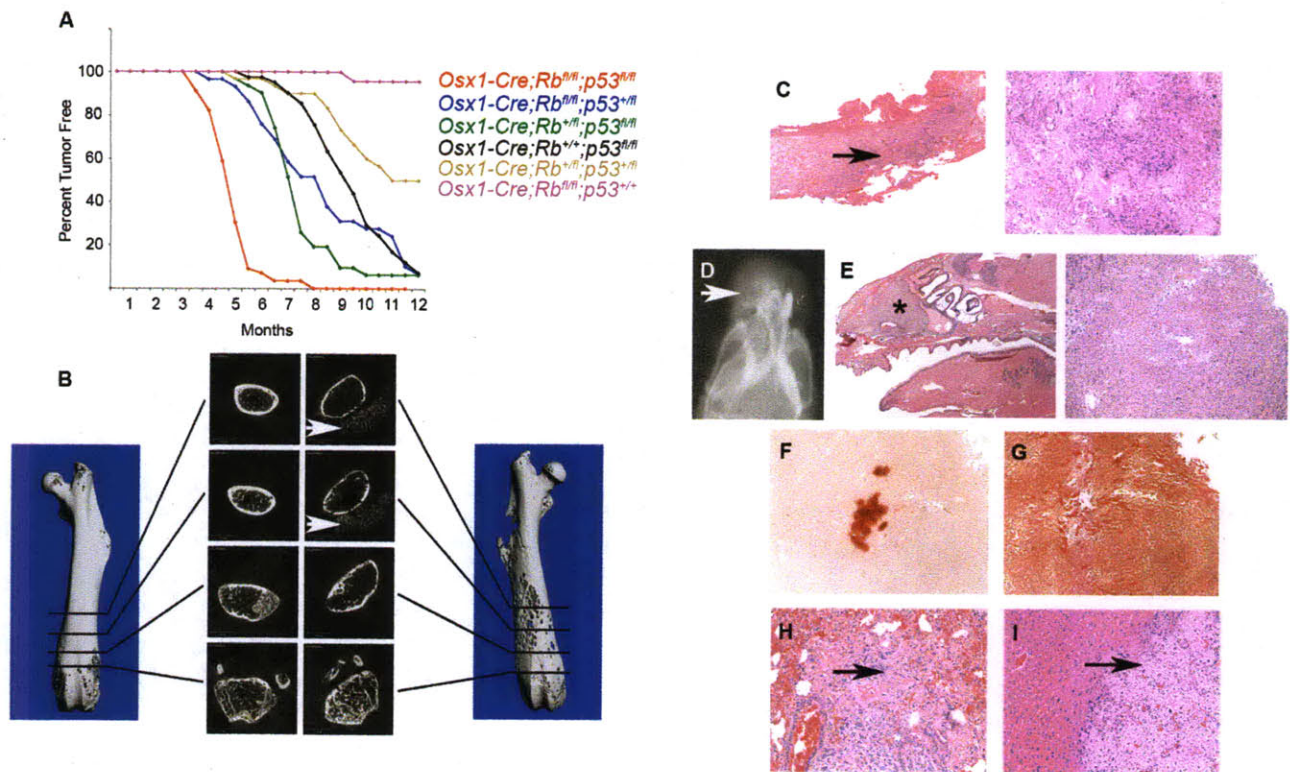 A
Percent Tumor Free
100
80
60
40
20
1 2 3 4 5 6 7 8 9 10 11 12
Months
Osx1-Cre;Rbfl/fl;p53fl/fl
Osx1-Cre;Rbfl/fl;p53+/fl
Osx1-Cre;Rb+/fl;p53fl/fl
Osx1-Cre;Rb+/+;p53fl/fl
Osx1-Cre;Rb+/fl;p53+/fl
Osx1-Cre;Rbfl/fl;p53+/+
B
C
D
E
*
F
G
H
I